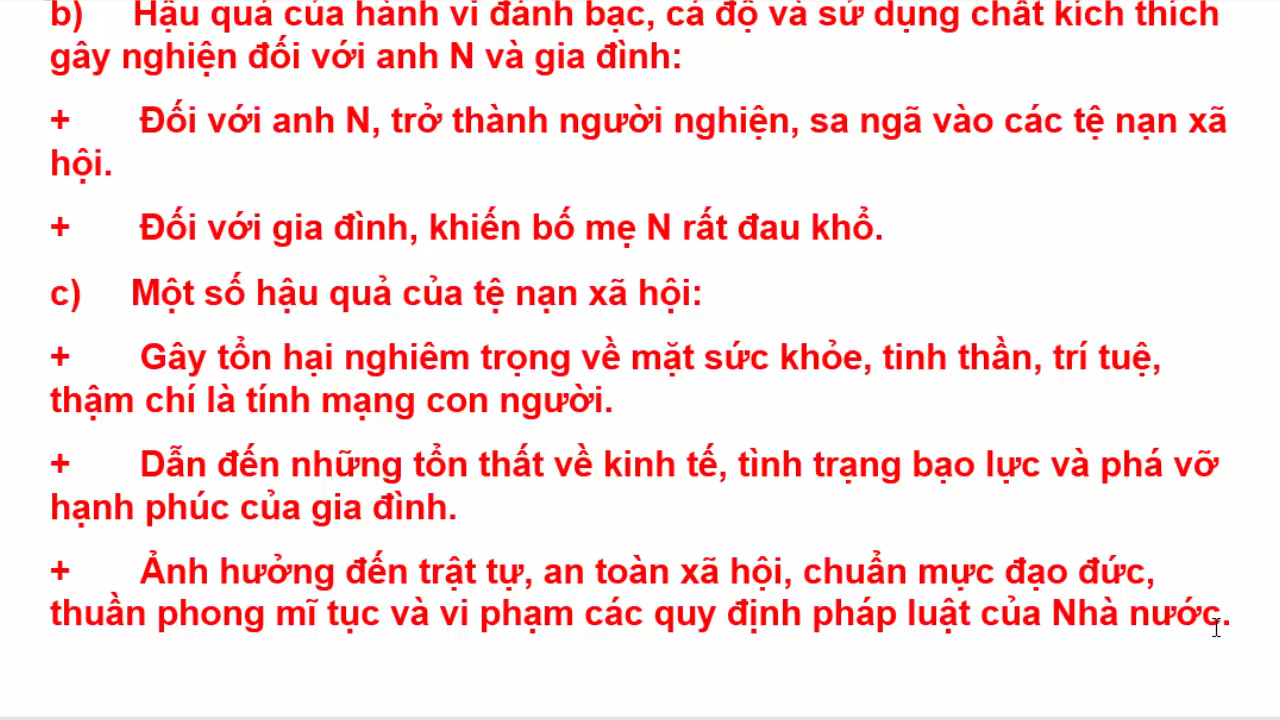 b) Hậu quả của hành vi đánh bạc, cá độ và sử dụng chất kích thích
gây nghiện đối với anh N và gia đình:
+ Đối với anh N, trở thành người nghiện, sa ngã vào các tệ nạn xã
hội.
+ Đối với gia đình, khiến bố mẹ N rất đau khổ.
c) Một số hậu quả của tệ nạn xã hội:
+ Gây tổn hại nghiêm trọng về mặt sức khỏe, tinh thần, trí tuệ,
thậm chí là tính mạng con người.
+ Dẫn đến những tổn thất về kinh tế, tình trạng bạo lực và phá vỡ
hạnh phúc của gia đình.
+ Ảnh hưởng đến trật tự, an toàn xã hội, chuẩn mực đạo đức,
thuần phong mĩ tục và vi phạm các quy định pháp luật của Nhà nước.